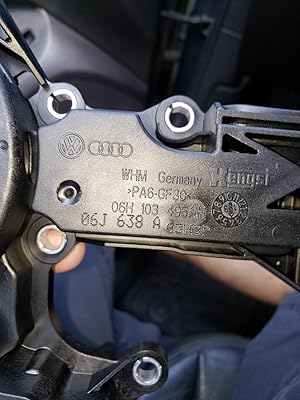 WHM Germany Hengst
>PA6-GF30<
06H 103 495
06J 638 A